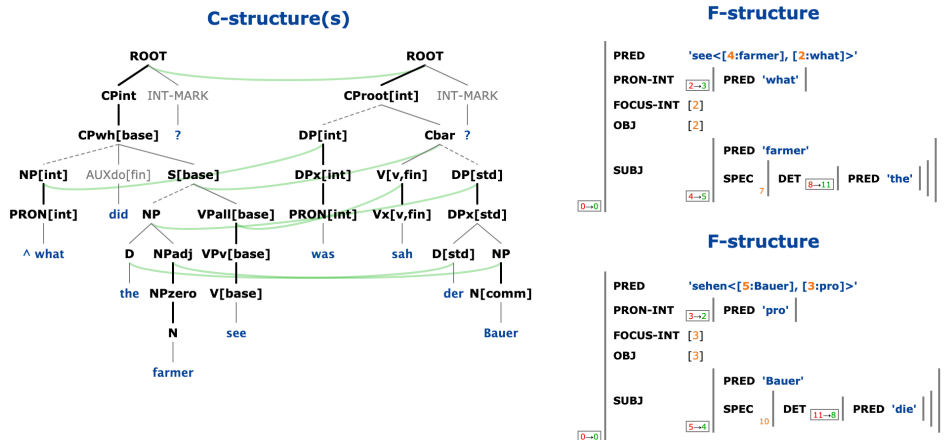 C-structure(s)
ROOT ROOT
CPint INT-MARK CProot[int] INT-MARK
CPwh[base] ? DP[int] Cbar ?
NP[int] AUXdo[fin] S[base] DPx[int] V[v,fin] DP[std]
PRON[int] did NP VPall[base] PRON[int] Vx[v,fin] DPx[std]
^ what D NPadj VPv[base] was sah D[std] NP
the NPzero V[base] der N[comm]
N see Bauer
farmer
F-structure
PRED 'see<[4:farmer], [2:what]>'
PRON-INT 2→3 PRED 'what'
FOCUS-INT [2]
OBJ [2]
PRED 'farmer'
SUBJ SPEC 7 DET 8→11 PRED 'the'
4→5
0→0
F-structure
PRED 'sehen<[5:Bauer], [3:pro]>'
PRON-INT 3→2 PRED 'pro'
FOCUS-INT [3]
OBJ [3]
PRED 'Bauer'
SUBJ SPEC 10 DET 11→8 PRED 'die'
5→4
0→0